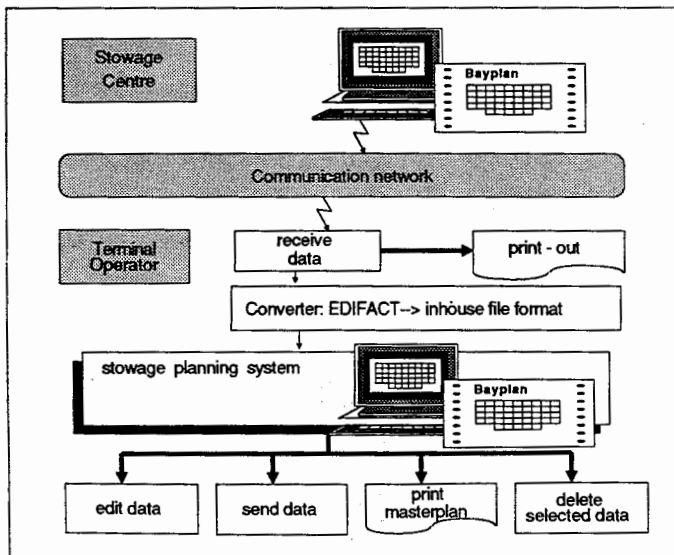 Stowage
Centre
Bayplan
Communication network
Terminal
Operator
receive
data
print - out
Converter: EDIFACT--> inhouse file format
stowage planning system
Bayplan
edit data
send data
print
masterplan
delete
selected data